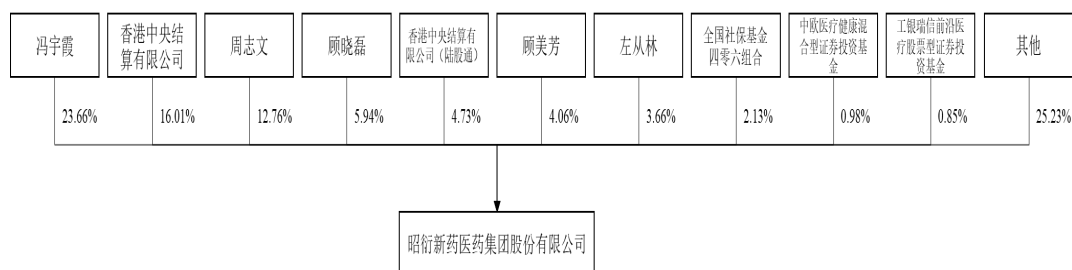 冯宇霞
香港中央结
算有限公司
周志文
顾晓磊
香港中央结算有
限公司（陆股通）
顾美芳
左从林
全国社保基金
四零六组合
中欧医疗健康混
合型证券投资基
金
工银瑞信前沿医
疗股票型证券投
资基金
其他
23.66%
16.01%
12.76%
5.94%
4.73%
4.06%
3.66%
2.13%
0.98%
0.85%
25.23%
昭衍新药医药集团股份有限公司